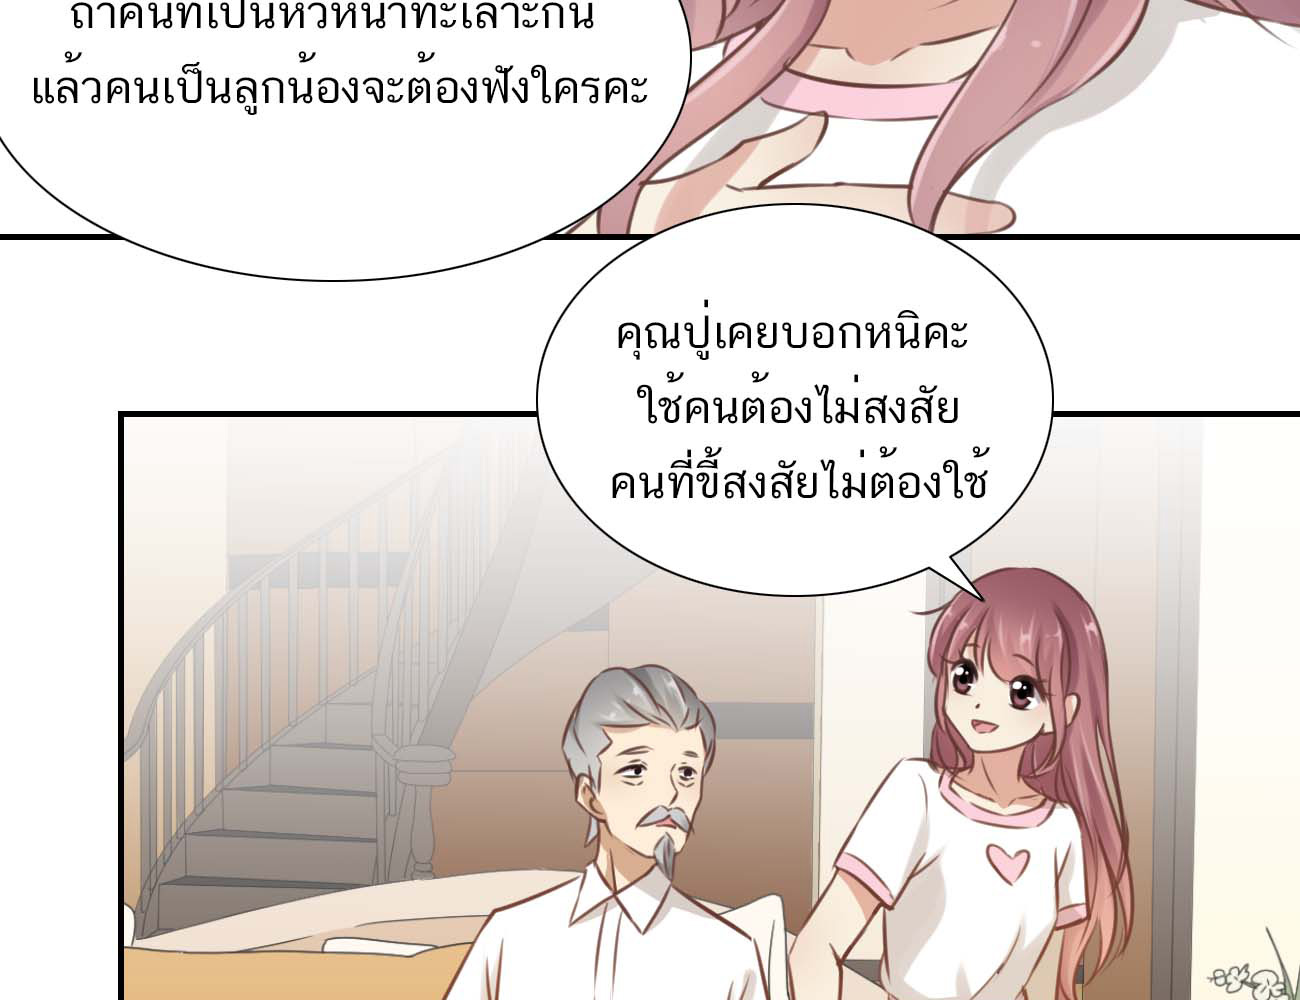 ถ้าคนที่เป็นหัวหน้าทะเลาะกัน
แล้วคนเป็นลูกน้องจะต้องฟังใครคะ
คุณปู่เคยบอกหนิคะ
ใช้คนต้องไม่สงสัย
คนที่ขี้สงสัยไม่ต้องใช้